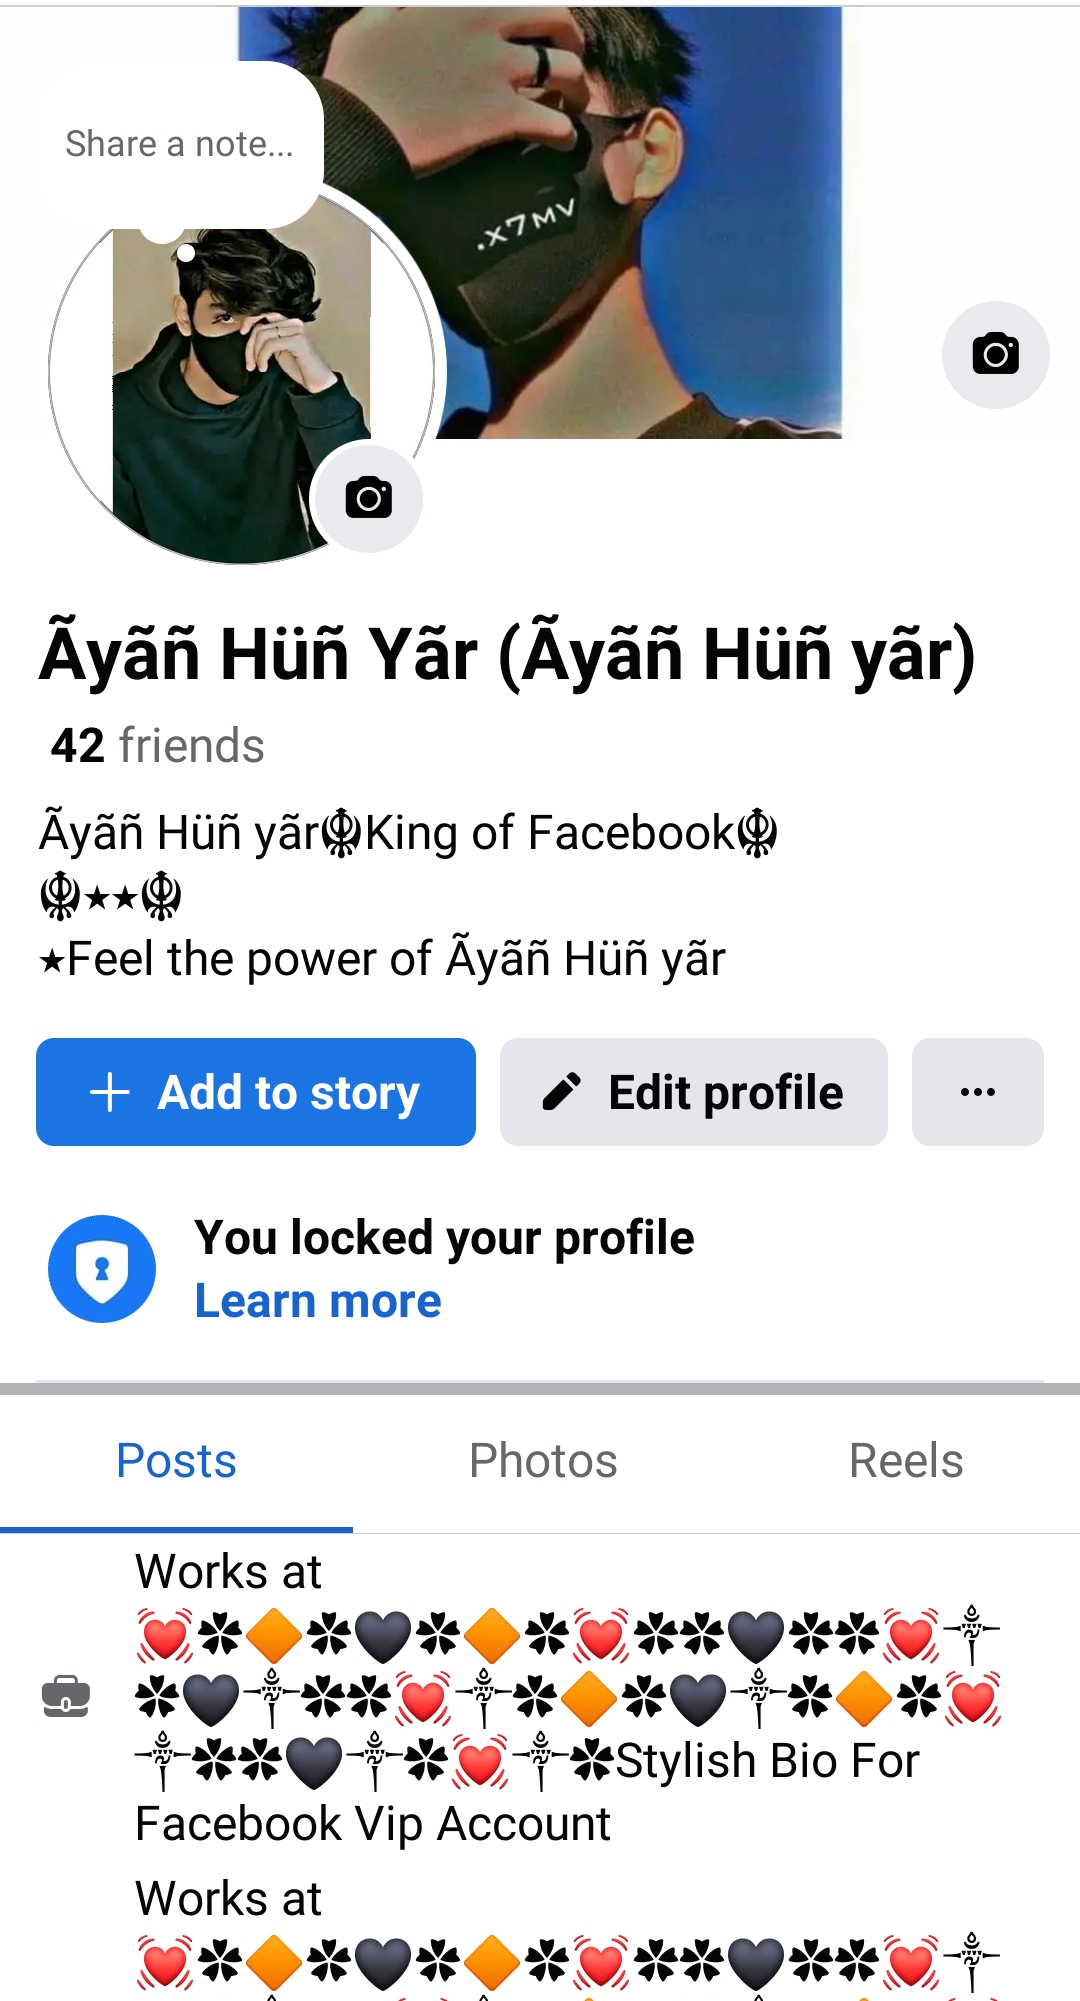 Share a note...
.x7MV
Ãyãñ Hüñ Yãr (Ãyãñ Hüñ yãr)
42 friends
Ãyãñ Hüñ yãr☬King of Facebook☬
☬★★☬
★Feel the power of Ãyãñ Hüñ yãr
Add to story
Edit profile
You locked your profile
Learn more
Posts
Photos
Reels
Works at
💓✤🔶✤🖤✤🔶✤💓✤✤🖤✤✤💓༒
✤🖤༒✤✤💓༒✤🔶✤🖤༒✤🔶✤💓
༒✤✤🖤༒✤💓༒✤Stylish Bio For
Facebook Vip Account
Works at
💓✤🔶✤🖤✤🔶✤💓✤✤🖤✤✤💓༒